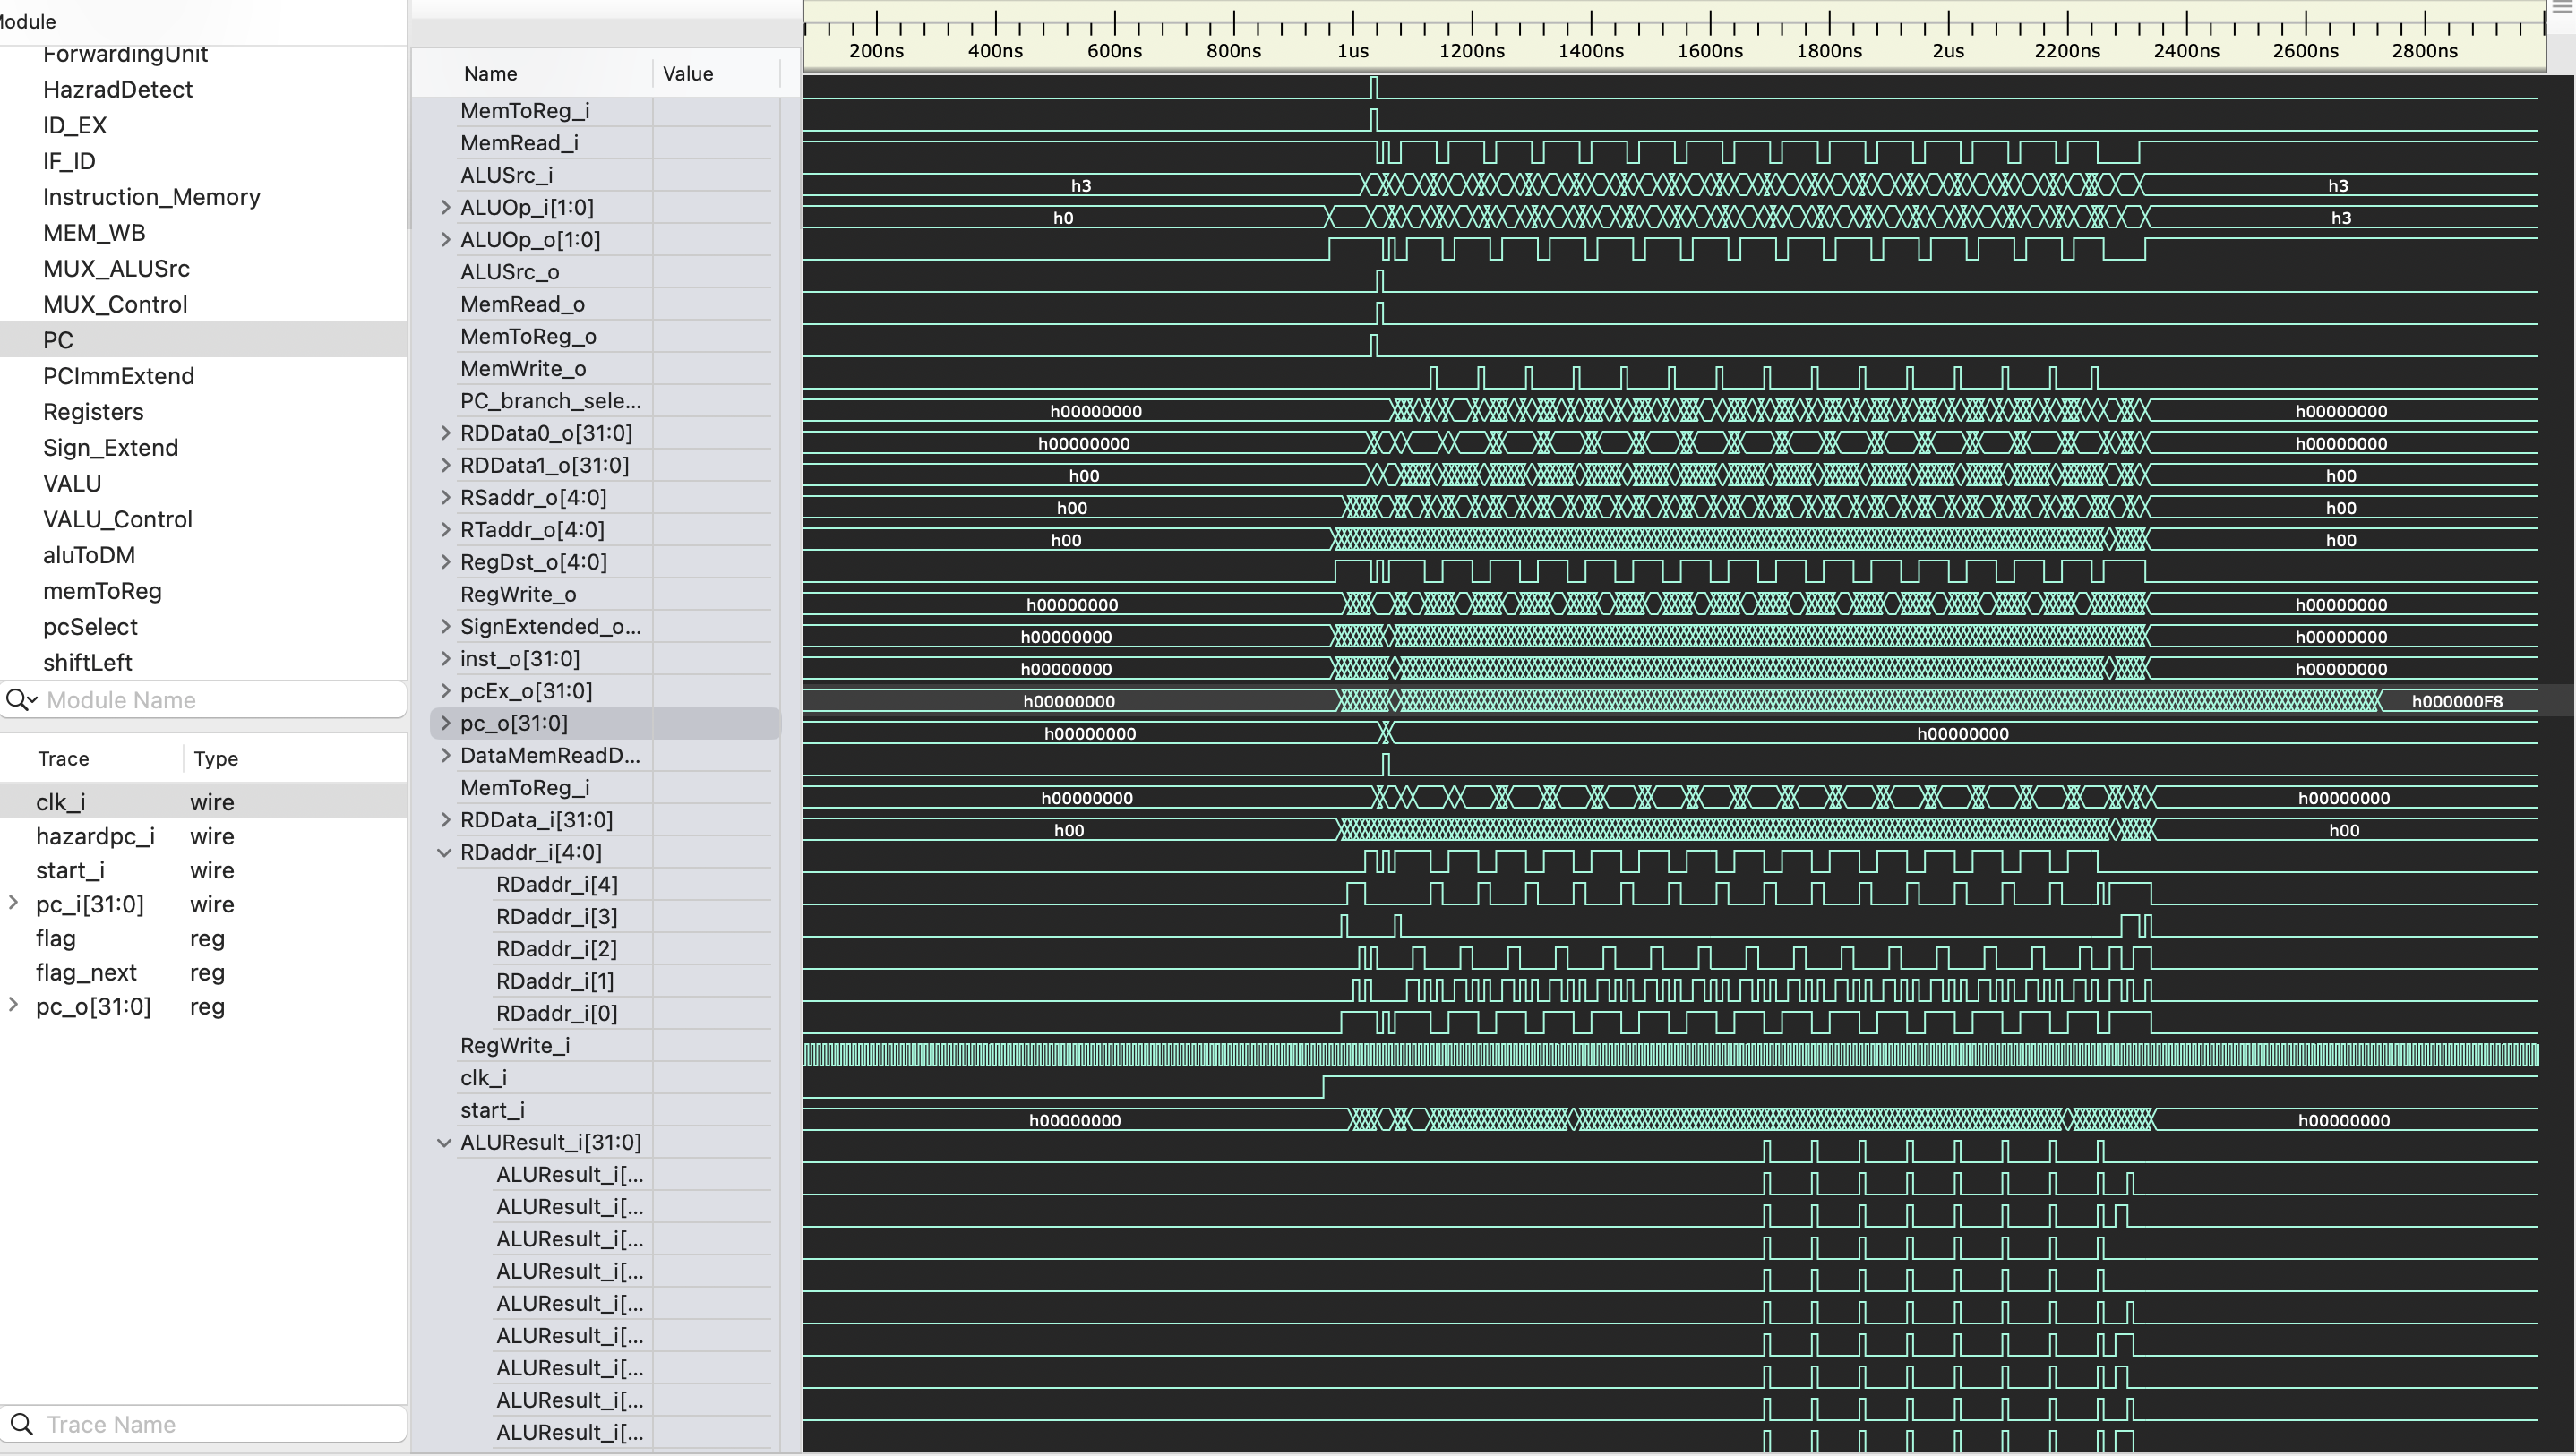 Module
ForwardingUnit
HazradDetect
ID_EX
IF_ID
Instruction_Memory
MEM_WB
MUX_ALUSrc
MUX_Control
PC
PCImmExtend
Registers
Sign_Extend
VALU
VALU_Control
aluToDM
memToReg
pcSelect
shiftLeft
Module Name
Trace Type
clk_i wire
hazardpc_i wire
start_i wire
pc_i[31:0] wire
flag reg
flag_next reg
pc_o[31:0] reg
Trace Name
Name Value
MemToReg_i
MemRead_i
ALUSrc_i
ALUOp_i[1:0]
ALUOp_o[1:0]
ALUSrc_o
MemRead_o
MemToReg_o
MemWrite_o
PC_branch_sele...
RDData0_o[31:0]
RDData1_o[31:0]
RSaddr_o[4:0]
RTaddr_o[4:0]
RegDst_o[4:0]
RegWrite_o
SignExtended_o...
inst_o[31:0]
pcEx_o[31:0]
pc_o[31:0]
DataMemReadD...
MemToReg_i
RDData_i[31:0]
RDaddr_i[4:0]
RDaddr_i[4]
RDaddr_i[3]
RDaddr_i[2]
RDaddr_i[1]
RDaddr_i[0]
RegWrite_i
clk_i
start_i
ALUResult_i[31:0]
ALUResult_i[...
ALUResult_i[...
ALUResult_i[...
ALUResult_i[...
ALUResult_i[...
ALUResult_i[...
ALUResult_i[...
ALUResult_i[...
ALUResult_i[...
200ns 400ns 600ns 800ns 1us 1200ns 1400ns 1600ns 1800ns 2us 2200ns 2400ns 2600ns 2800ns
h3 h3
h0 h3
h00000000 h00000000
h00000000 h00000000
h00 h00
h00 h00
h00 h00
h00000000 h00000000
h00000000 h00000000
h00000000 h00000000
h00000000 h000000F8
h00000000 h00000000
h00000000 h00000000
h00 h00
h00000000 h00000000